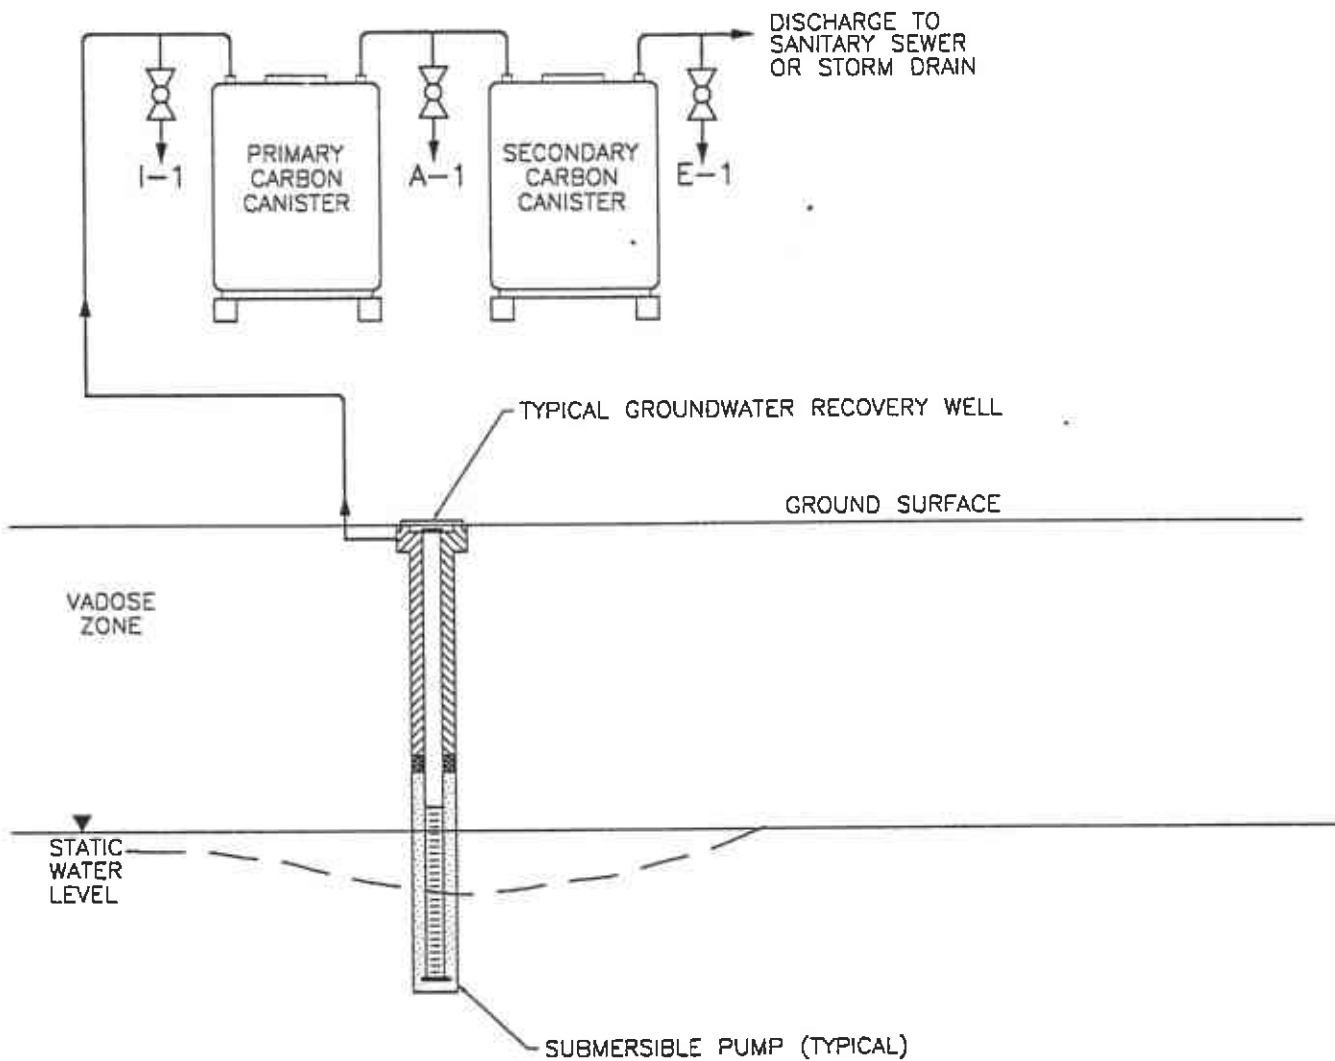 DISCHARGE TO
SANITARY SEWER
OR STORM DRAIN
PRIMARY
CARBON
CANISTER
SECONDARY
CARBON
CANISTER
I-1
A-1
E-1
TYPICAL GROUNDWATER RECOVERY WELL
GROUND SURFACE
VADOSE
ZONE
STATIC
WATER
LEVEL
SUBMERSIBLE PUMP (TYPICAL)